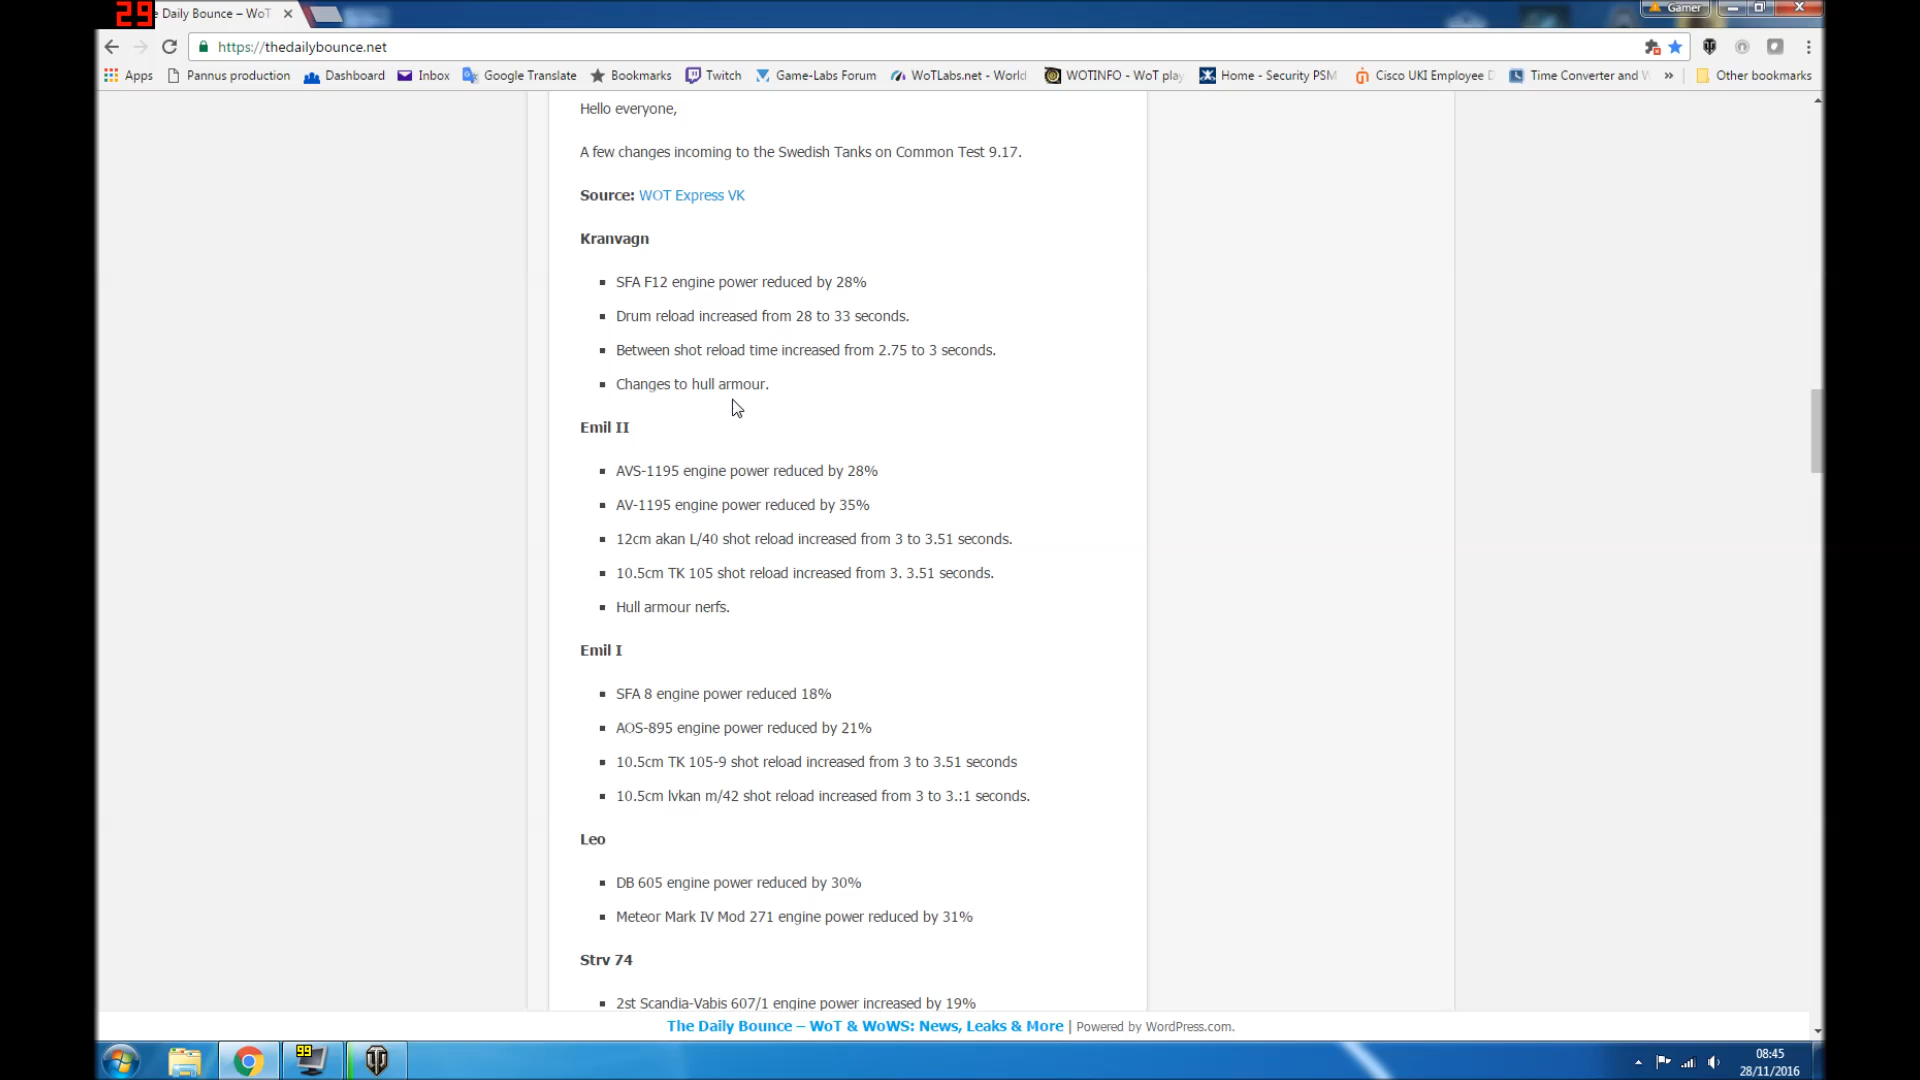 29
e Daily Bounce – WoT
Gamer
https://thedailybounce.net
Apps Pannus production Dashboard Inbox Google Translate Bookmarks Twitch Game-Labs Forum WoTLabs.net - World WOTINFO - WoT play Home - Security PSM Cisco UKI Employee D Time Converter and W » Other bookmarks
Hello everyone,
A few changes incoming to the Swedish Tanks on Common Test 9.17.
Source: WOT Express VK
Kranvagn
SFA F12 engine power reduced by 28%
Drum reload increased from 28 to 33 seconds.
Between shot reload time increased from 2.75 to 3 seconds.
Changes to hull armour.
Emil II
AVS-1195 engine power reduced by 28%
AV-1195 engine power reduced by 35%
12cm akan L/40 shot reload increased from 3 to 3.51 seconds.
10.5cm TK 105 shot reload increased from 3. 3.51 seconds.
Hull armour nerfs.
Emil I
SFA 8 engine power reduced 18%
AOS-895 engine power reduced by 21%
10.5cm TK 105-9 shot reload increased from 3 to 3.51 seconds
10.5cm lvkan m/42 shot reload increased from 3 to 3.:1 seconds.
Leo
DB 605 engine power reduced by 30%
Meteor Mark IV Mod 271 engine power reduced by 31%
Strv 74
2st Scandia-Vabis 607/1 engine power increased by 19%
The Daily Bounce – WoT & WoWS: News, Leaks & More | Powered by WordPress.com.
99
08:45
28/11/2016